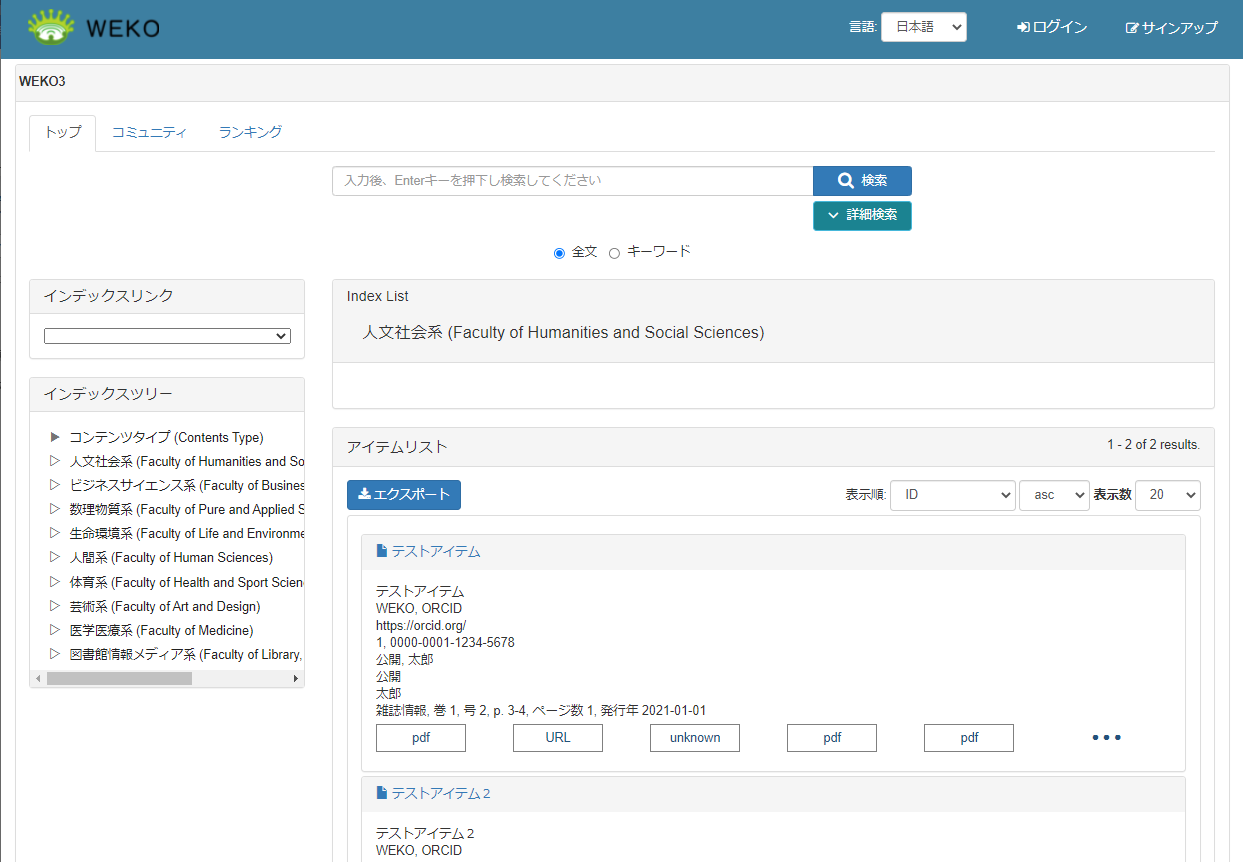 WEKO
言語: 日本語 ログイン サインアップ
WEKO3
トップ コミュニティ ランキング
入力後、Enterキーを押下し検索してください 検索
詳細検索
全文 キーワード
インデックスリンク
Index List
人文社会系 (Faculty of Humanities and Social Sciences)
インデックスツリー
コンテンツタイプ (Contents Type)
人文社会系 (Faculty of Humanities and So
ビジネスサイエンス系 (Faculty of Busines
数理物質系 (Faculty of Pure and Applied S
生命環境系 (Faculty of Life and Environme
人間系 (Faculty of Human Sciences)
体育系 (Faculty of Health and Sport Scien
芸術系 (Faculty of Art and Design)
医学医療系 (Faculty of Medicine)
図書館情報メディア系 (Faculty of Library,
アイテムリスト 1 - 2 of 2 results.
エクスポート 表示順: ID asc 表示数 20
テストアイテム
テストアイテム
WEKO, ORCID
https://orcid.org/
1, 0000-0001-1234-5678
公開, 太郎
公開
太郎
雑誌情報, 巻 1, 号 2, p. 3-4, ページ数 1, 発行年 2021-01-01
pdf URL unknown pdf pdf •••
テストアイテム２
テストアイテム２
WEKO, ORCID